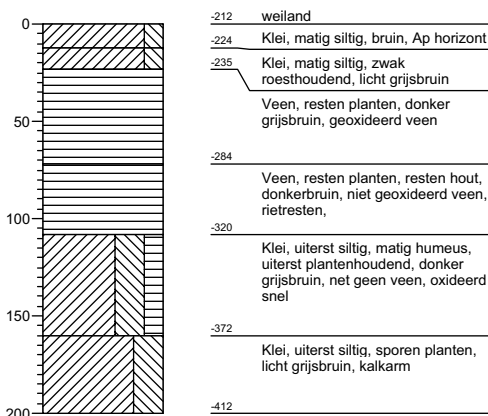 0
50
100
150
200
-212 weiland
-224 Klei, matig siltig, bruin, Ap horizont
-235 Klei, matig siltig, zwak
roesthoudend, licht grijsbruin
Veen, resten planten, donker
grijsbruin, geoxideerd veen
-284
Veen, resten planten, resten hout,
donkerbruin, niet geoxideerd veen,
rietresten,
-320
Klei, uiterst siltig, matig humeus,
uiterst plantenhoudend, donker
grijsbruin, net geen veen, oxideerd
snel
-372
Klei, uiterst siltig, sporen planten,
licht grijsbruin, kalkarm
-412